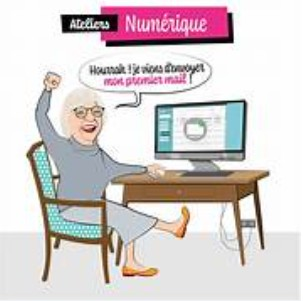 Ateliers Numérique
Hourrah ! je viens d'envoyer
mon premier mail !